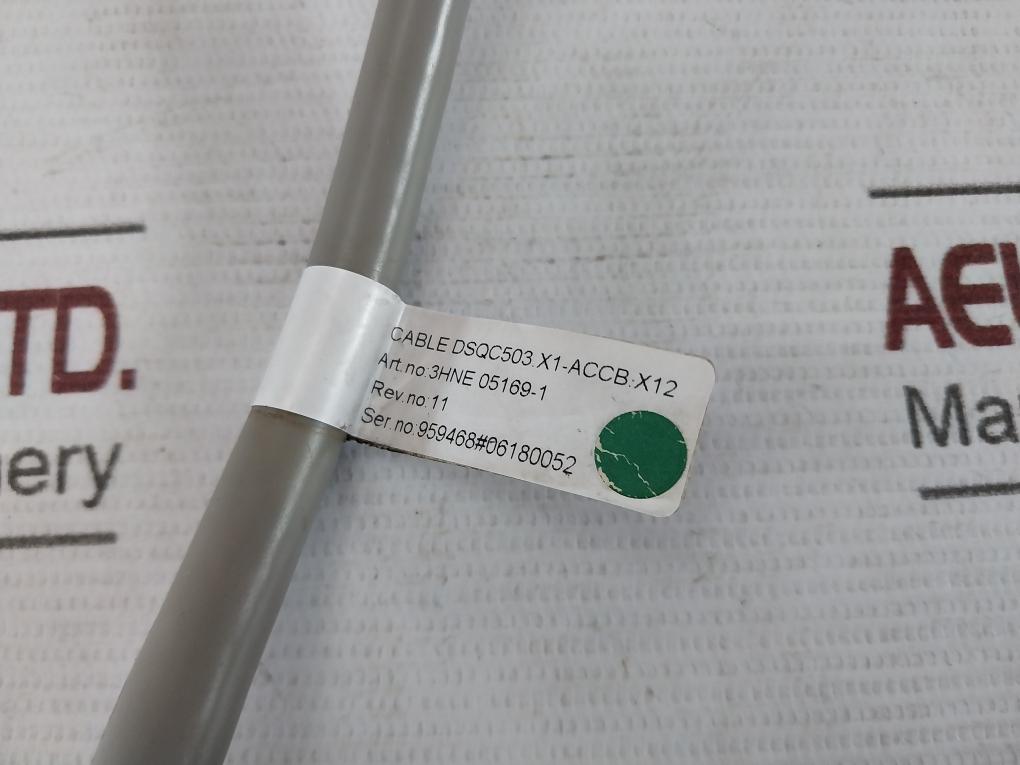 CABLE DSQC503.X1-ACCB.X12
Art.no:3HNE 05169-1
Rev.no:11
Ser.no:959468#06180052
TD.
nery
AE
Ma